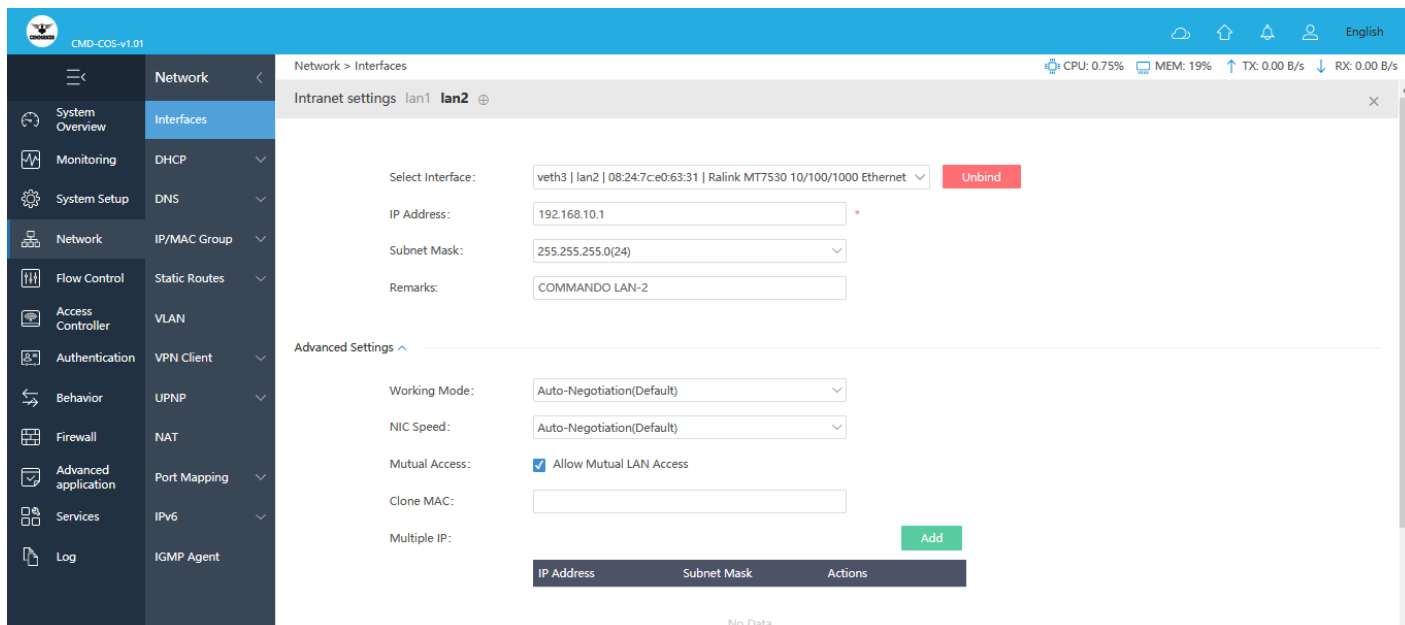 COMMANDO
CMD-COS-v1.01
English
Network
Network > Interfaces
CPU: 0.75%
MEM: 19%
TX: 0.00 B/s
RX: 0.00 B/s
System Overview
Monitoring
System Setup
Network
Flow Control
Access Controller
Authentication
Behavior
Firewall
Advanced application
Services
Log
Interfaces
DHCP
DNS
IP/MAC Group
Static Routes
VLAN
VPN Client
UPNP
NAT
Port Mapping
IPv6
IGMP Agent
Intranet settings lan1 lan2
Select Interface: veth3 | lan2 | 08:24:7c:e0:63:31 | Ralink MT7530 10/100/1000 Ethernet Unbind
IP Address: 192.168.10.1 *
Subnet Mask: 255.255.255.0(24)
Remarks: COMMANDO LAN-2
Advanced Settings
Working Mode: Auto-Negotiation(Default)
NIC Speed: Auto-Negotiation(Default)
Mutual Access: Allow Mutual LAN Access
Clone MAC:
Multiple IP: Add
IP Address Subnet Mask Actions
No Data